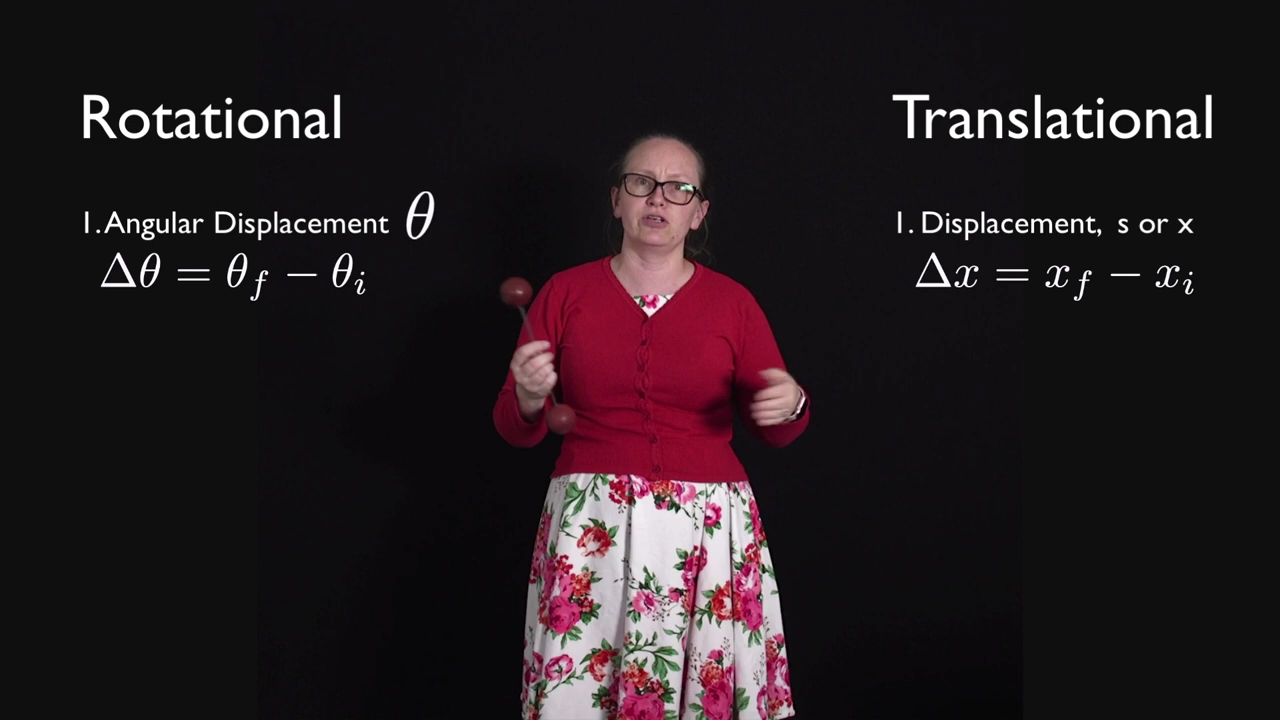 Rotational
1. Angular Displacement θ
Δθ = θ_f − θ_i
Translational
1. Displacement, s or x
Δx = x_f − x_i